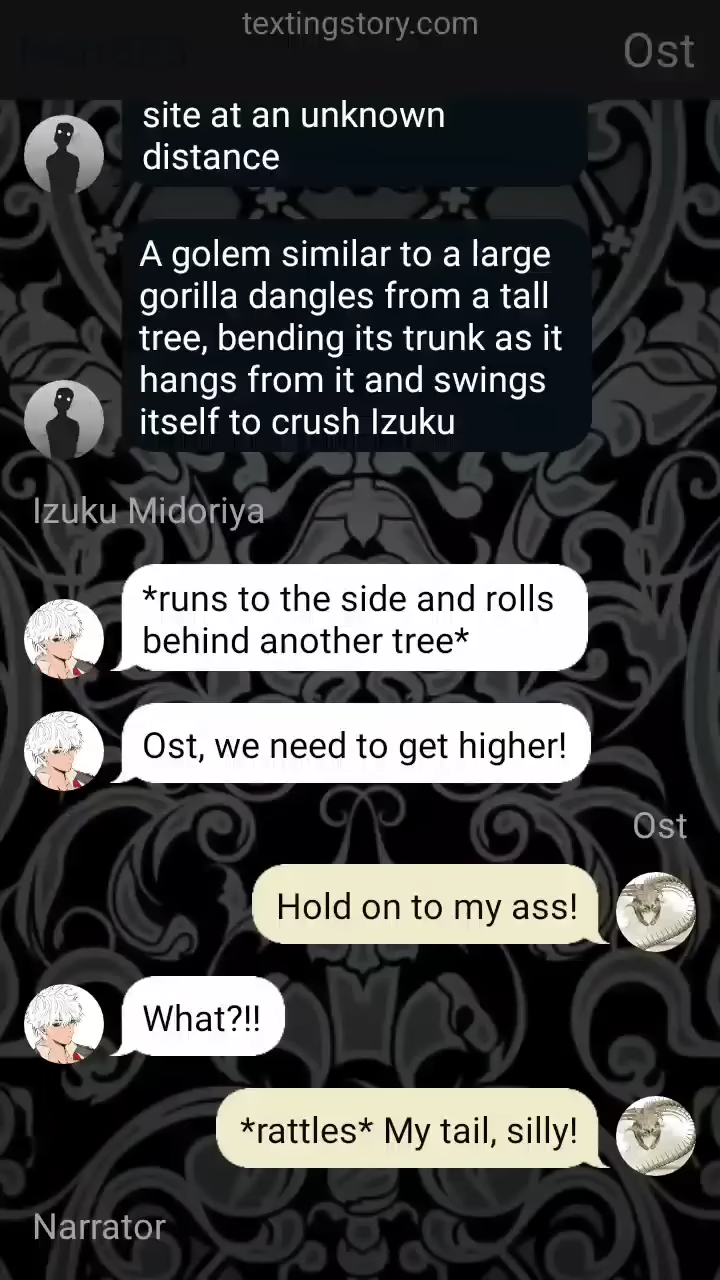 textingstory.com
Ost
site at an unknown
distance
A golem similar to a large
gorilla dangles from a tall
tree, bending its trunk as it
hangs from it and swings
itself to crush Izuku
Izuku Midoriya
*runs to the side and rolls
behind another tree*
Ost, we need to get higher!
Ost
Hold on to my ass!
What?!!
*rattles* My tail, silly!
Narrator